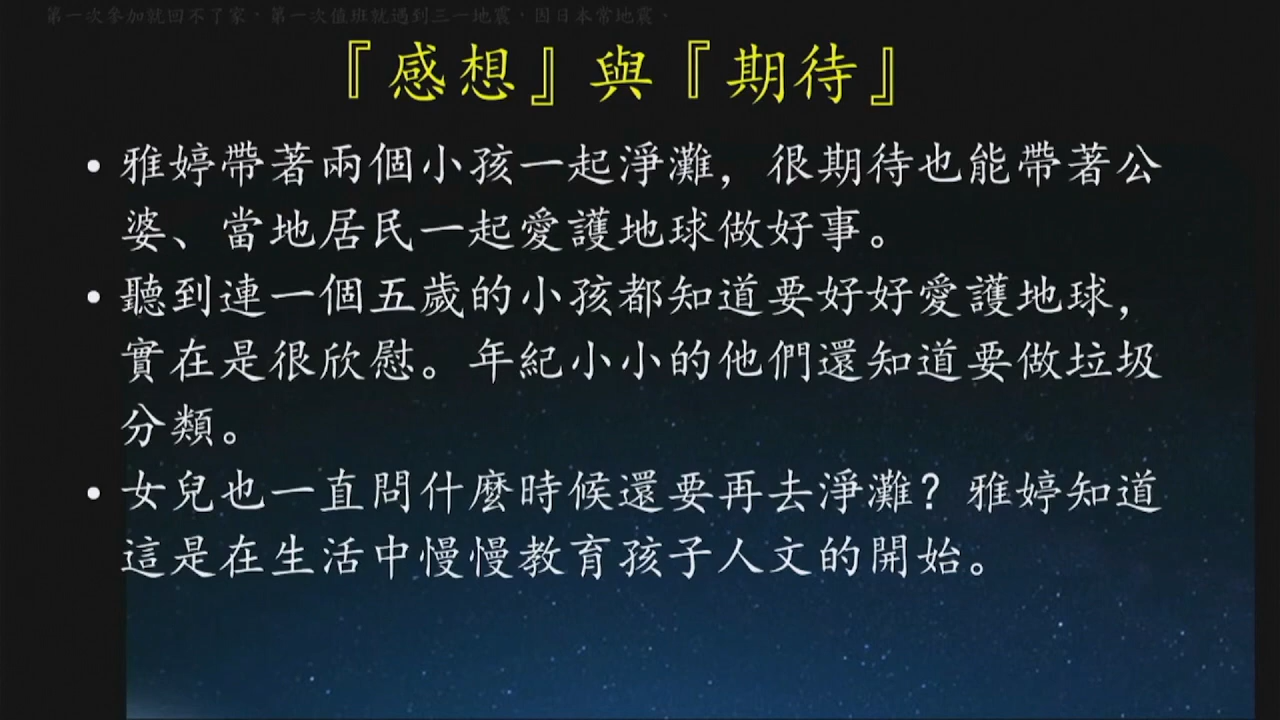 第一次參加就回不了家，第一次值班就遇到三一地震，因日本常地震，
『感想』與『期待』
• 雅婷帶著兩個小孩一起淨灘，很期待也能帶著公
婆、當地居民一起愛護地球做好事。
• 聽到連一個五歲的小孩都知道要好好愛護地球，
實在是很欣慰。年紀小小的他們還知道要做垃圾
分類。
• 女兒也一直問什麼時候還要再去淨灘？雅婷知道
這是在生活中慢慢教育孩子人文的開始。